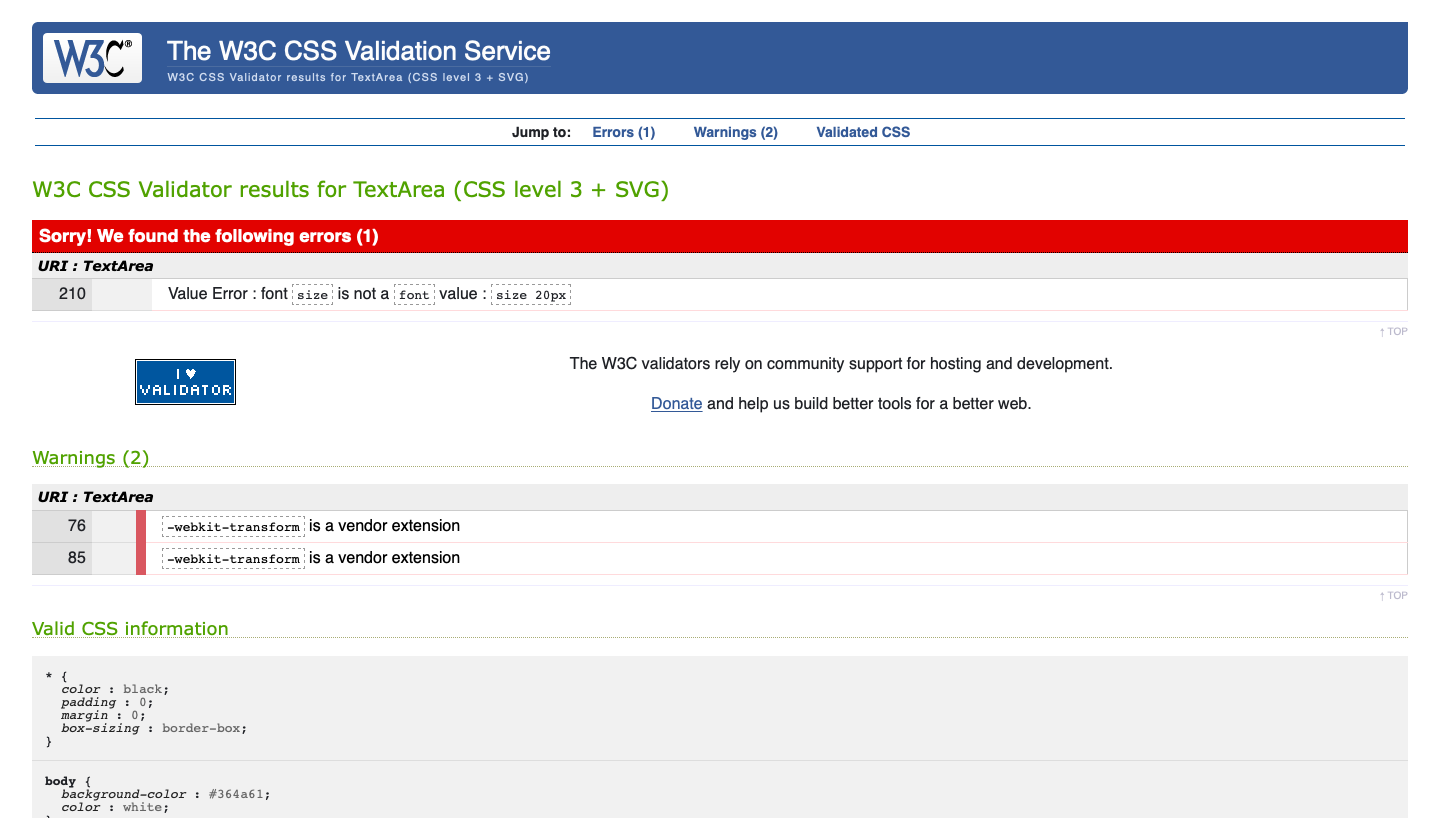 W3C®
The W3C CSS Validation Service
W3C CSS Validator results for TextArea (CSS level 3 + SVG)
Jump to: Errors (1) Warnings (2) Validated CSS
W3C CSS Validator results for TextArea (CSS level 3 + SVG)
Sorry! We found the following errors (1)
URI : TextArea
210 Value Error : font size is not a font value : size 20px
↑ TOP
I ♥
VALIDATOR
The W3C validators rely on community support for hosting and development.
Donate and help us build better tools for a better web.
Warnings (2)
URI : TextArea
76 -webkit-transform is a vendor extension
85 -webkit-transform is a vendor extension
↑ TOP
Valid CSS information
* {
color : black;
padding : 0;
margin : 0;
box-sizing : border-box;
}
body {
background-color : #364a61;
color : white;
}